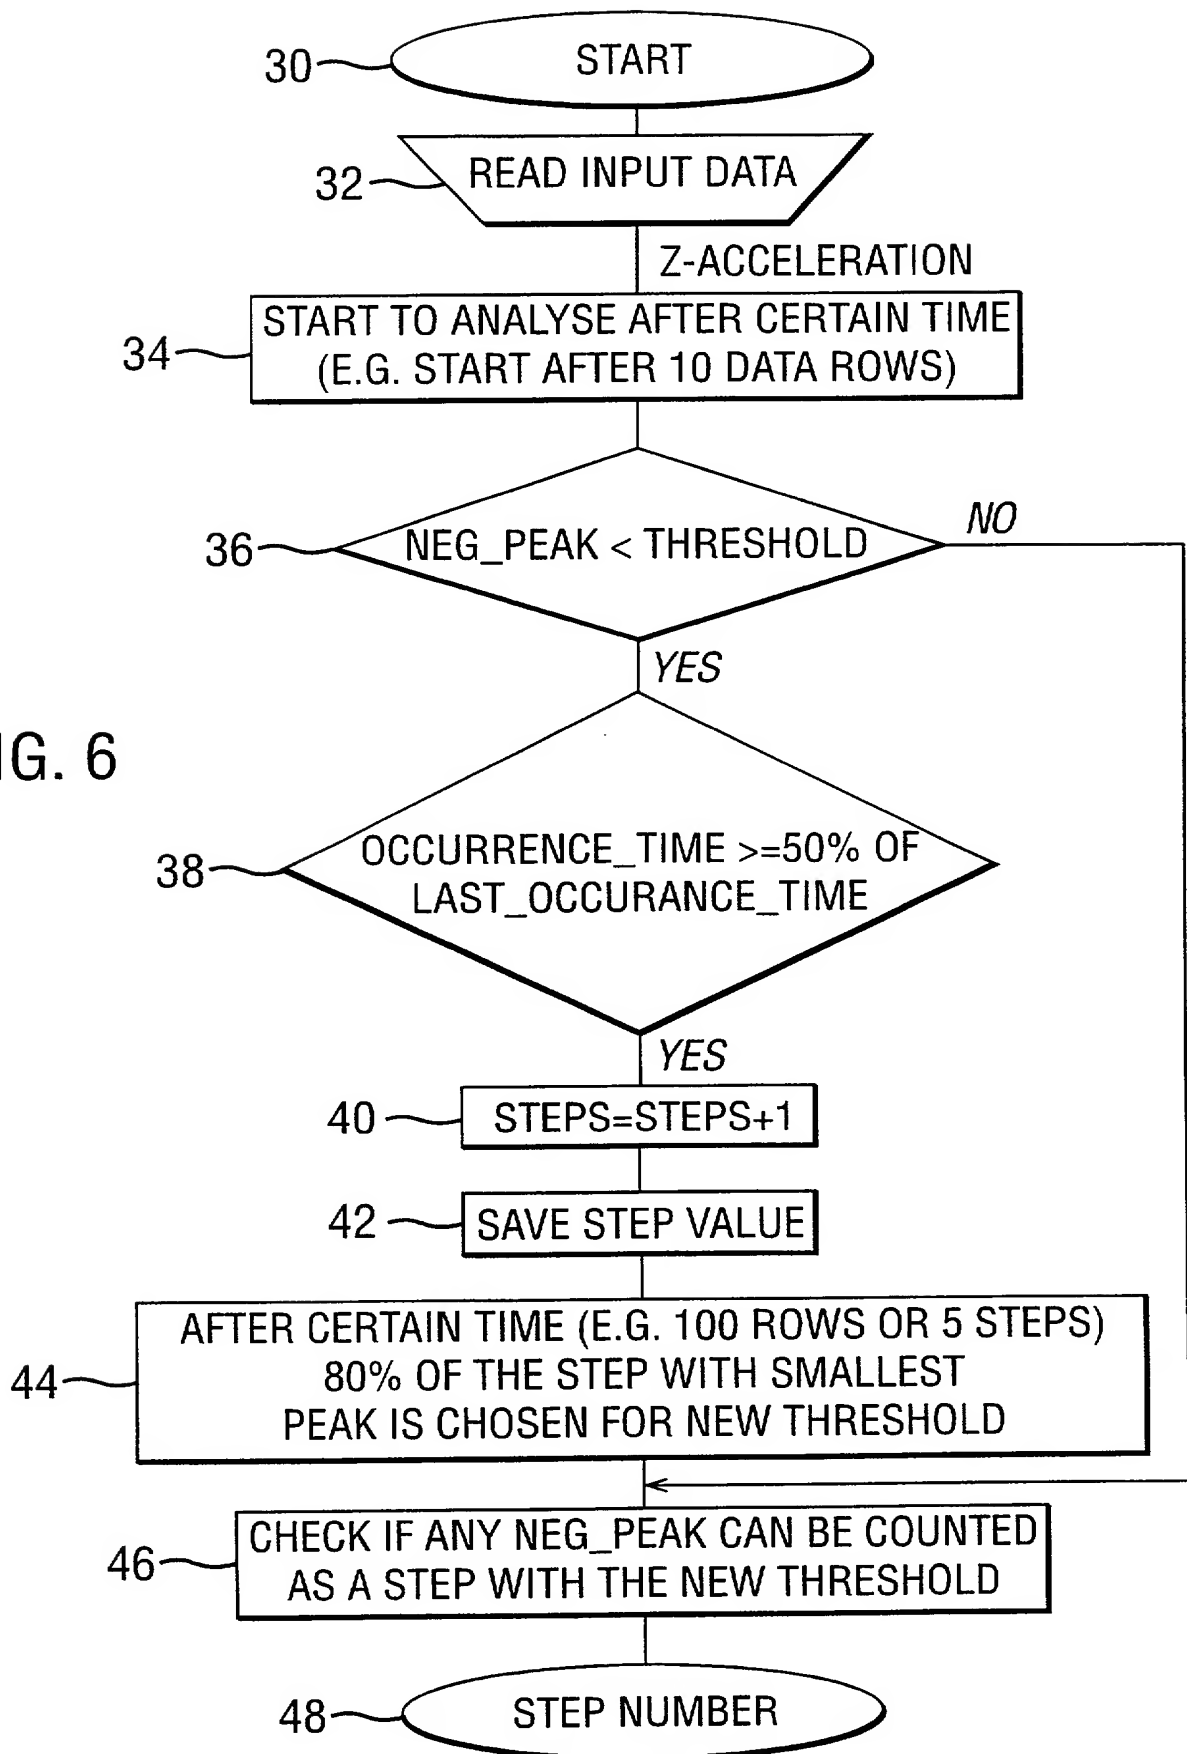 30
START
32
READ INPUT DATA
Z-ACCELERATION
34
START TO ANALYSE AFTER CERTAIN TIME
(E.G. START AFTER 10 DATA ROWS)
36
NEG_PEAK < THRESHOLD
NO
YES
IG. 6
38
OCCURRENCE_TIME >=50% OF
LAST_OCCURANCE_TIME
YES
40
STEPS=STEPS+1
42
SAVE STEP VALUE
44
AFTER CERTAIN TIME (E.G. 100 ROWS OR 5 STEPS)
80% OF THE STEP WITH SMALLEST
PEAK IS CHOSEN FOR NEW THRESHOLD
46
CHECK IF ANY NEG_PEAK CAN BE COUNTED
AS A STEP WITH THE NEW THRESHOLD
48
STEP NUMBER